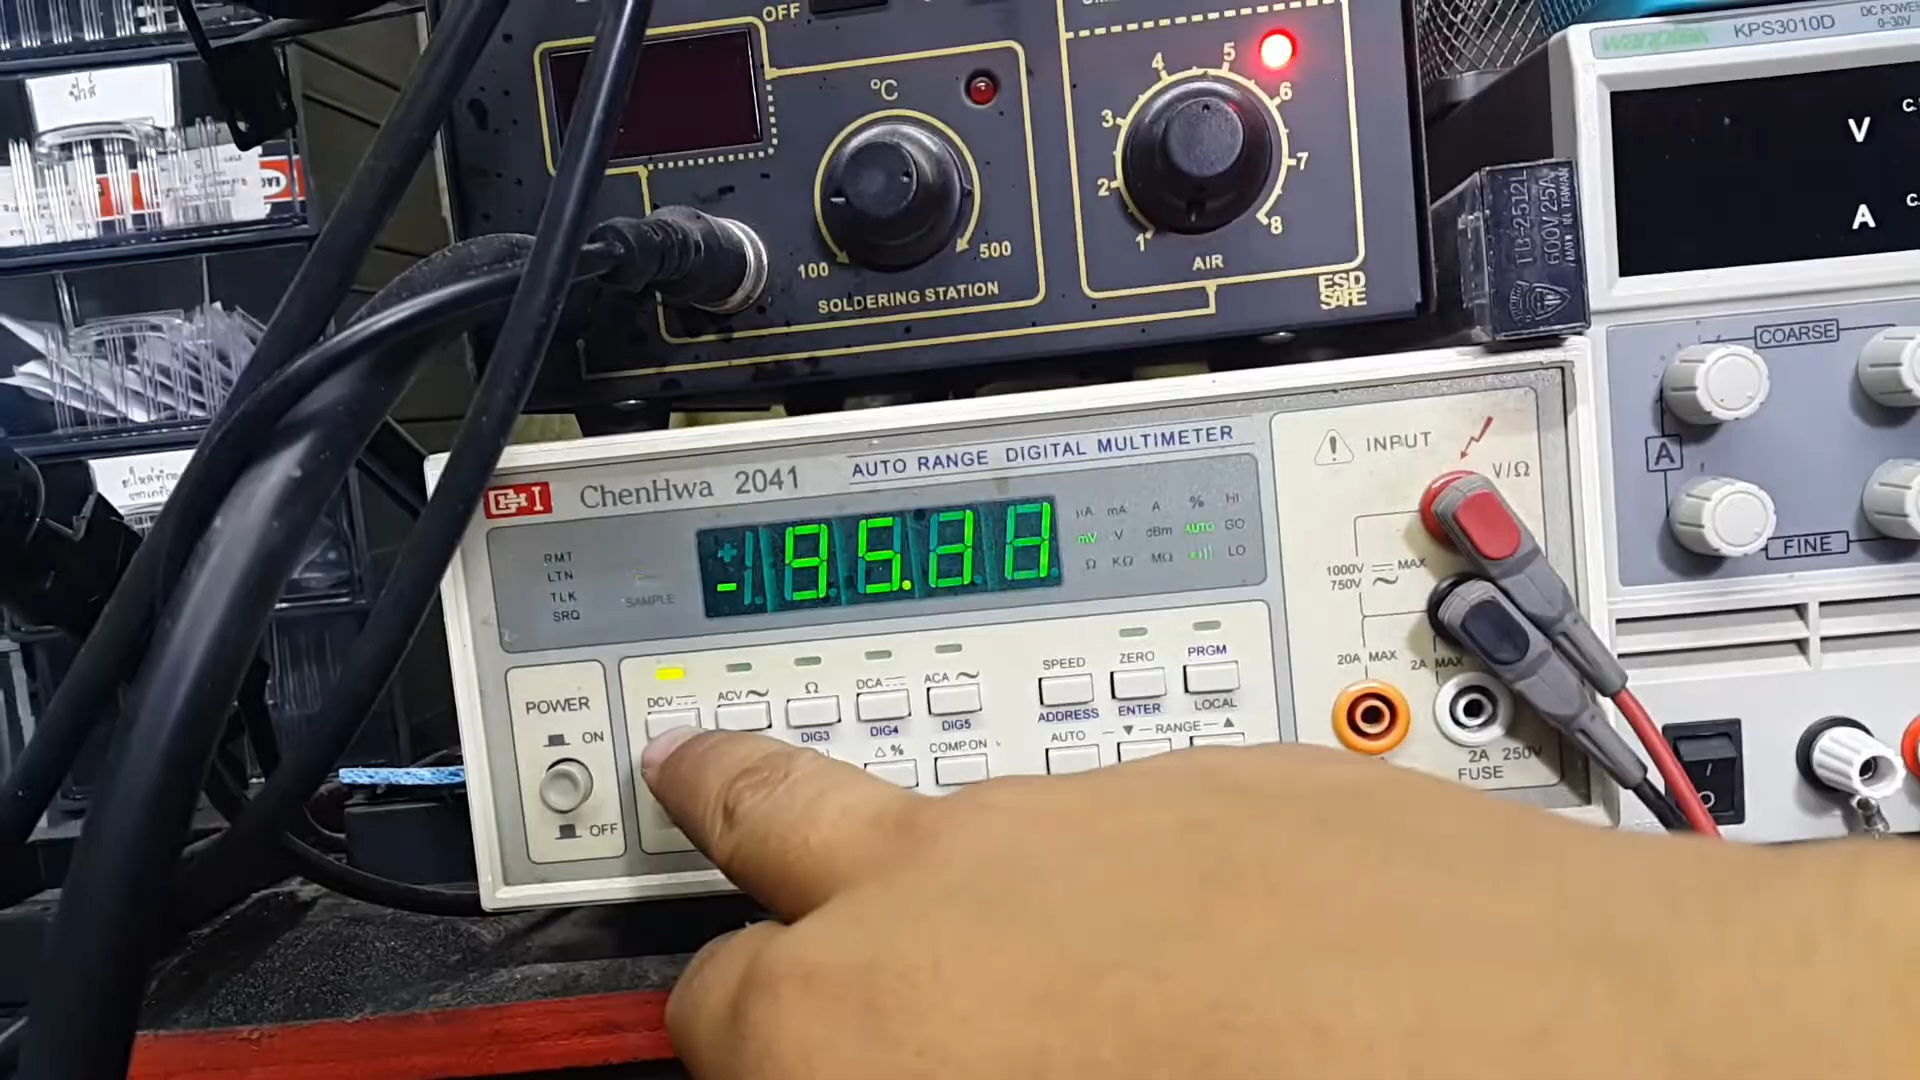 OFF
°C
100
500
SOLDERING STATION
1
2
3
4
5
6
7
8
AIR
ESD
SAFE
TB-2512L
600V 25A
MADE IN TAIWAN
KPS3010D
DC POWER
0~30V
V
A
C.
C.
COARSE
A
FINE
CHI
ChenHwa 2041
AUTO RANGE DIGITAL MULTIMETER
RMT
LTN
TLK
SRQ
SAMPLE
μA mA A % HI
mV V dBm AUTO GO
Ω KΩ MΩ LO
INPUT
V/Ω
1000V MAX
750V
20A MAX
2A MAX
2A 250V
FUSE
POWER
ON
OFF
DCV
ACV
Ω
DCA
ACA
DIG3
DIG4
DIG5
SPEED
ZERO
PRGM
ADDRESS
ENTER
LOCAL
Δ%
COMP.ON
AUTO
RANGE